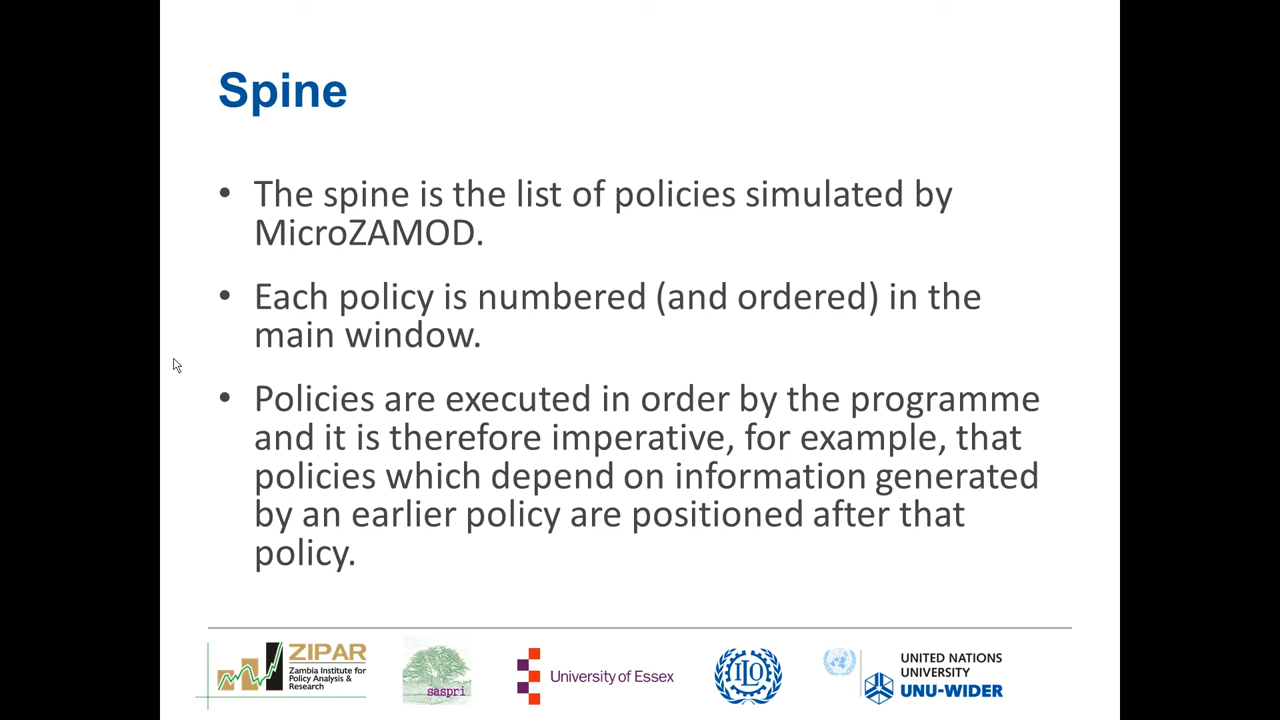 Spine
• The spine is the list of policies simulated by
MicroZAMOD.
• Each policy is numbered (and ordered) in the
main window.
• Policies are executed in order by the programme
and it is therefore imperative, for example, that
policies which depend on information generated
by an earlier policy are positioned after that
policy.
ZIPAR
Zambia Institute for
Policy Analysis &
Research
saspri
University of Essex
ILO
UNITED NATIONS
UNIVERSITY
UNU-WIDER